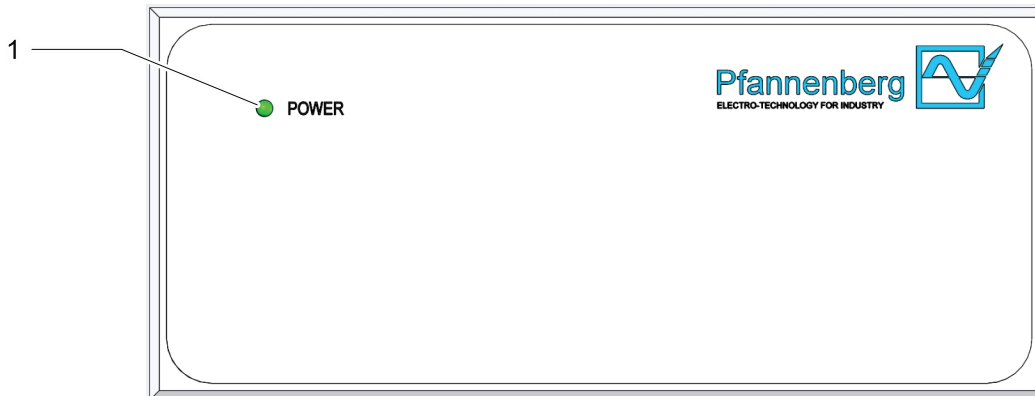 1
POWER
Pfannenberg
ELECTRO-TECHNOLOGY FOR INDUSTRY